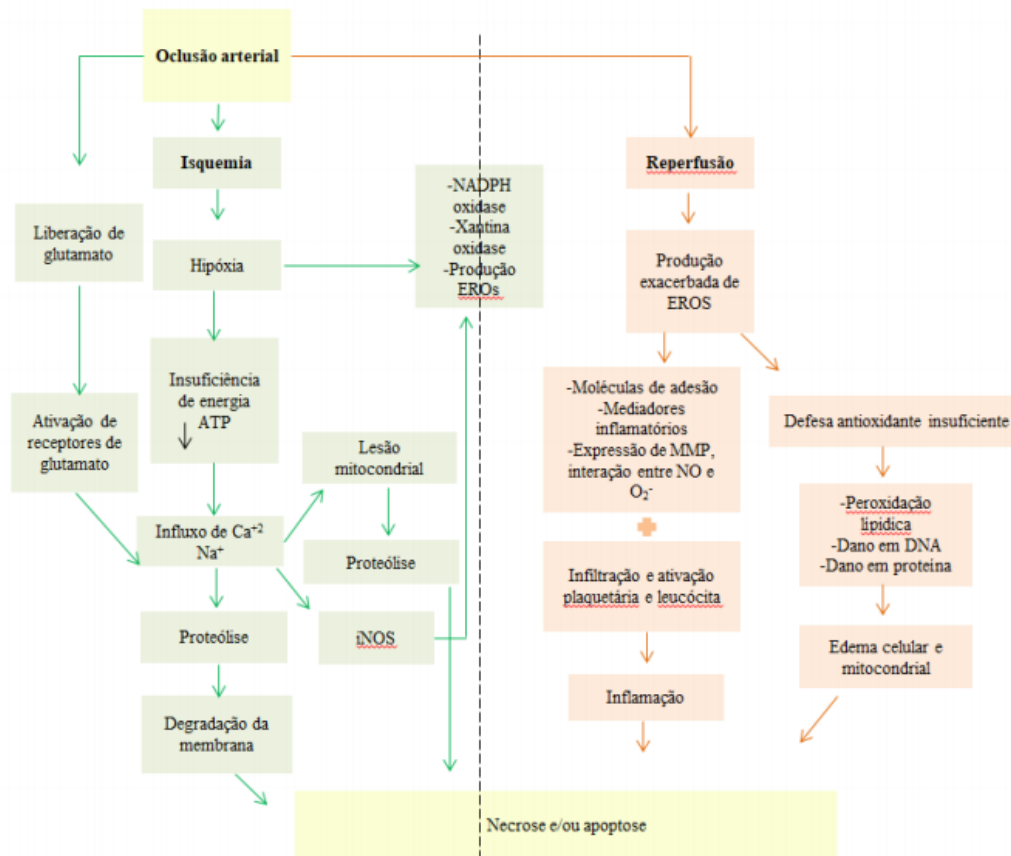 Oclusão arterial
Isquemia
Reperfusão
-NADPH
oxidase
-Xantina
oxidase
-Produção
EROs
Liberação de
glutamato
Hipóxia
Produção
exacerbada de
EROS
Insuficiência
de energia
ATP
-Moléculas de adesão
-Mediadores
inflamatórios
-Expressão de MMP,
interação entre NO e
O₂⁻
Ativação de
receptores de
glutamato
Defesa antioxidante insuficiente
Lesão
mitocondrial
-Peroxidação
lipídica
-Dano em DNA
-Dano em proteína
Influxo de Ca⁺²
Na⁺
Proteólise
Infiltração e ativação
plaquetária e leucócita
Proteólise
iNOS
Edema celular e
mitocondrial
Inflamação
Degradação da
membrana
Necrose e/ou apoptose